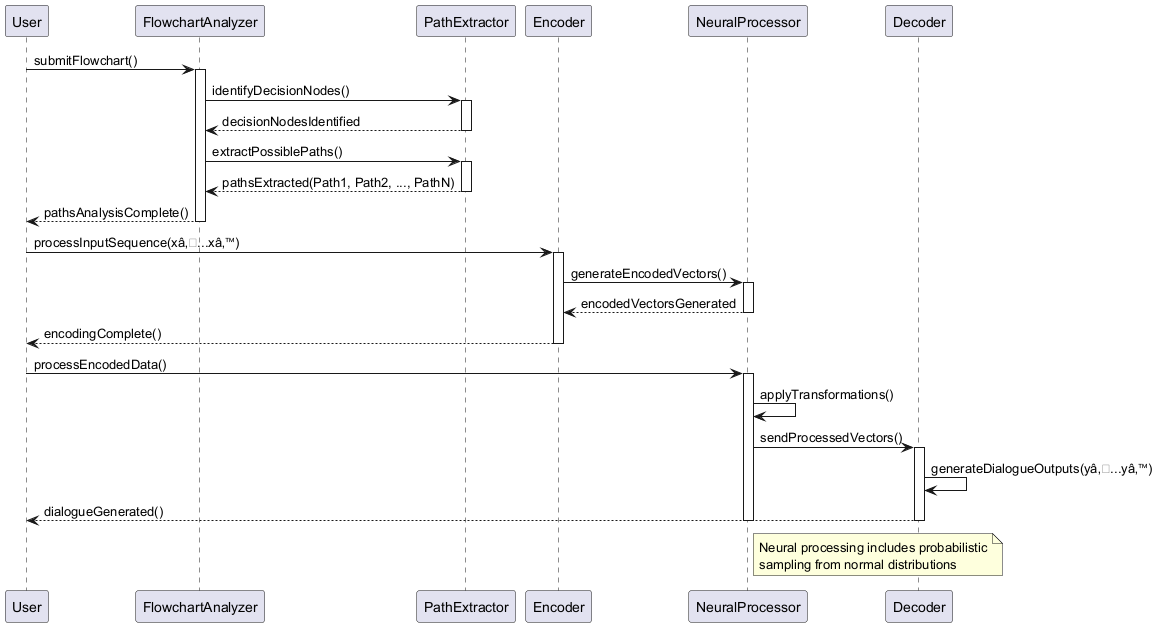 User FlowchartAnalyzer PathExtractor Encoder NeuralProcessor Decoder
submitFlowchart()
identifyDecisionNodes()
decisionNodesIdentified
extractPossiblePaths()
pathsExtracted(Path1, Path2, ..., PathN)
pathsAnalysisComplete()
processInputSequence(xâ‚□...xâ‚™)
generateEncodedVectors()
encodedVectorsGenerated
encodingComplete()
processEncodedData()
applyTransformations()
sendProcessedVectors()
generateDialogueOutputs(yâ‚□...yâ‚™)
dialogueGenerated()
Neural processing includes probabilistic
sampling from normal distributions
User FlowchartAnalyzer PathExtractor Encoder NeuralProcessor Decoder